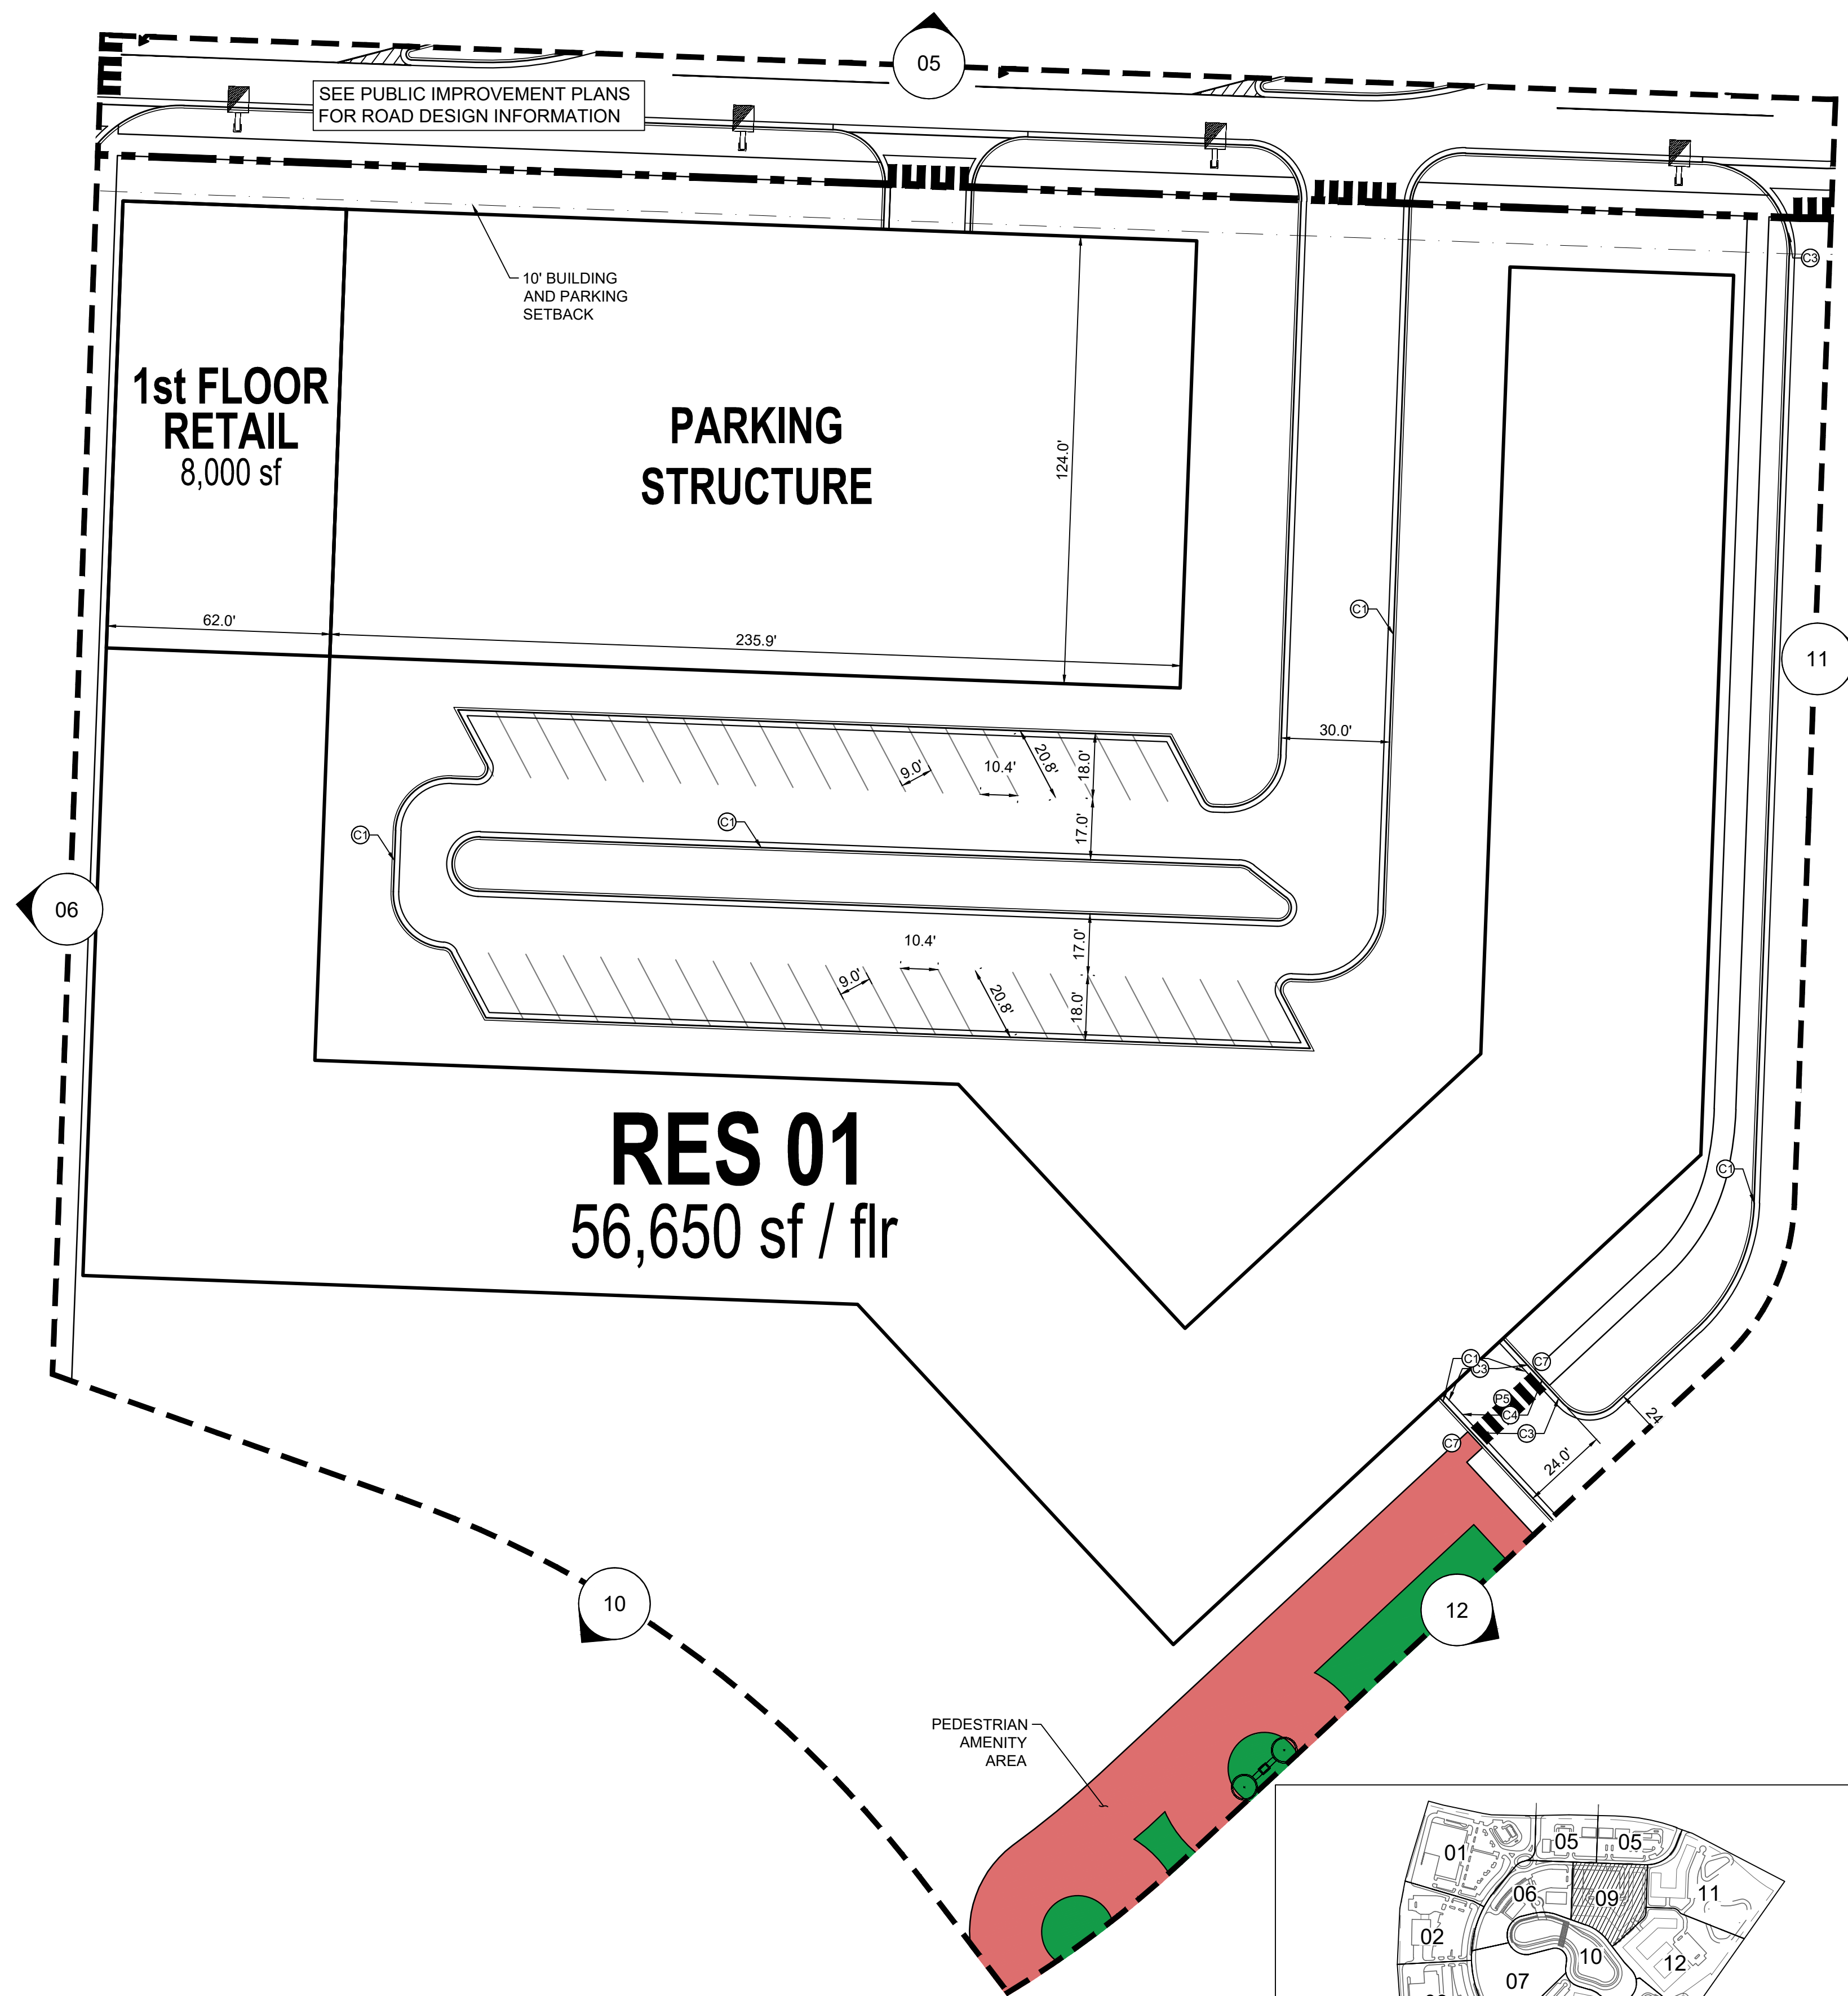 05
SEE PUBLIC IMPROVEMENT PLANS
FOR ROAD DESIGN INFORMATION
C3
10' BUILDING
AND PARKING
SETBACK
1st FLOOR
RETAIL
8,000 sf
PARKING
STRUCTURE
124.0'
62.0'
235.9'
C1
11
30.0'
9.0'
10.4'
20.8'
18.0'
17.0'
C1
C1
06
10.4'
17.0'
9.0'
20.8'
18.0'
RES 01
56,650 sf / flr
C1
C1
C3
C7
P5
C4
C3
C7
24
24.0'
10
12
PEDESTRIAN
AMENITY
AREA
01
05
05
06
09
11
02
10
12
07